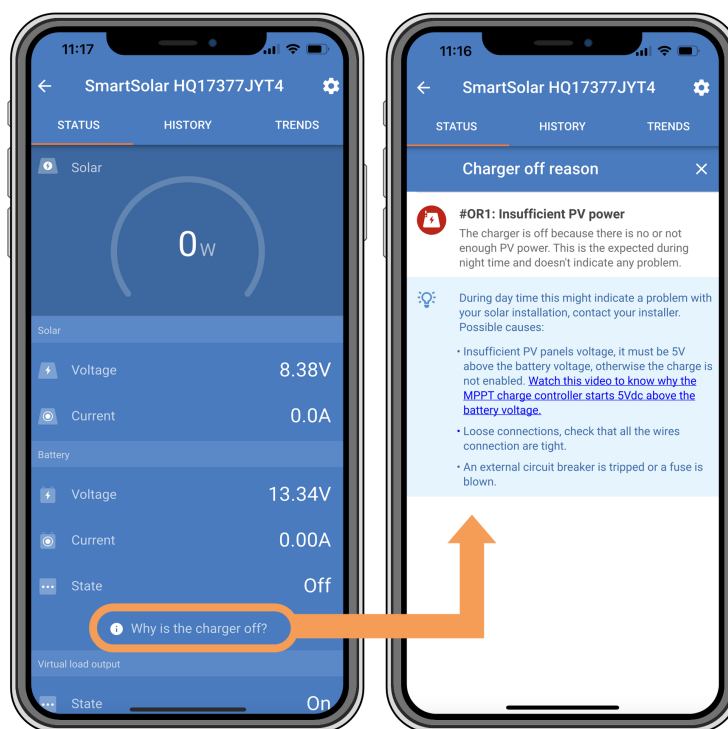 11:17
SmartSolar HQ17377JYT4
STATUS HISTORY TRENDS
Solar
0W
Solar
Voltage 8.38V
Current 0.0A
Battery
Voltage 13.34V
Current 0.00A
State Off
Why is the charger off?
Virtual load output
State On
11:16
SmartSolar HQ17377JYT4
STATUS HISTORY TRENDS
Charger off reason
#OR1: Insufficient PV power
The charger is off because there is no or not
enough PV power. This is the expected during
night time and doesn't indicate any problem.
During day time this might indicate a problem with
your solar installation, contact your installer.
Possible causes:
• Insufficient PV panels voltage, it must be 5V
above the battery voltage, otherwise the charge is
not enabled. Watch this video to know why the
MPPT charge controller starts 5Vdc above the
battery voltage.
• Loose connections, check that all the wires
connection are tight.
• An external circuit breaker is tripped or a fuse is
blown.